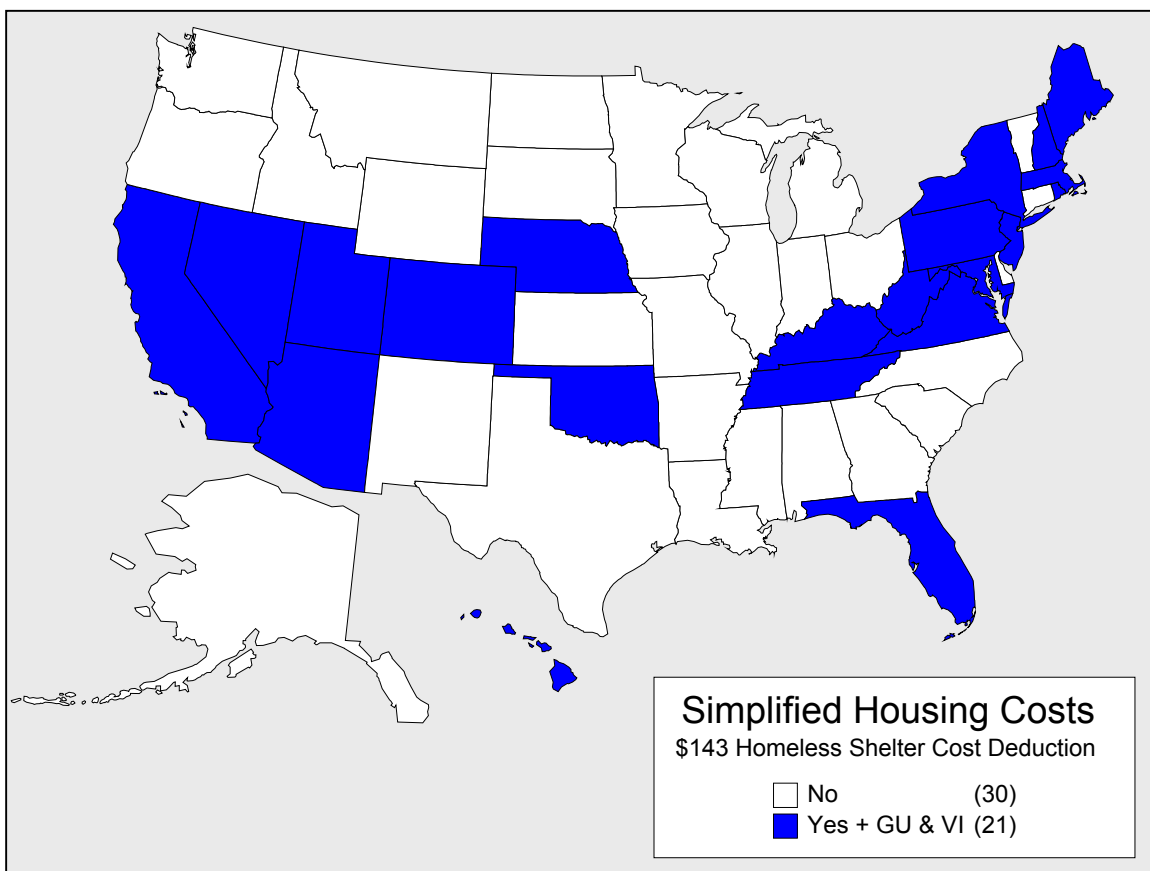 Simplified Housing Costs
$143 Homeless Shelter Cost Deduction
No (30)
Yes + GU & VI (21)